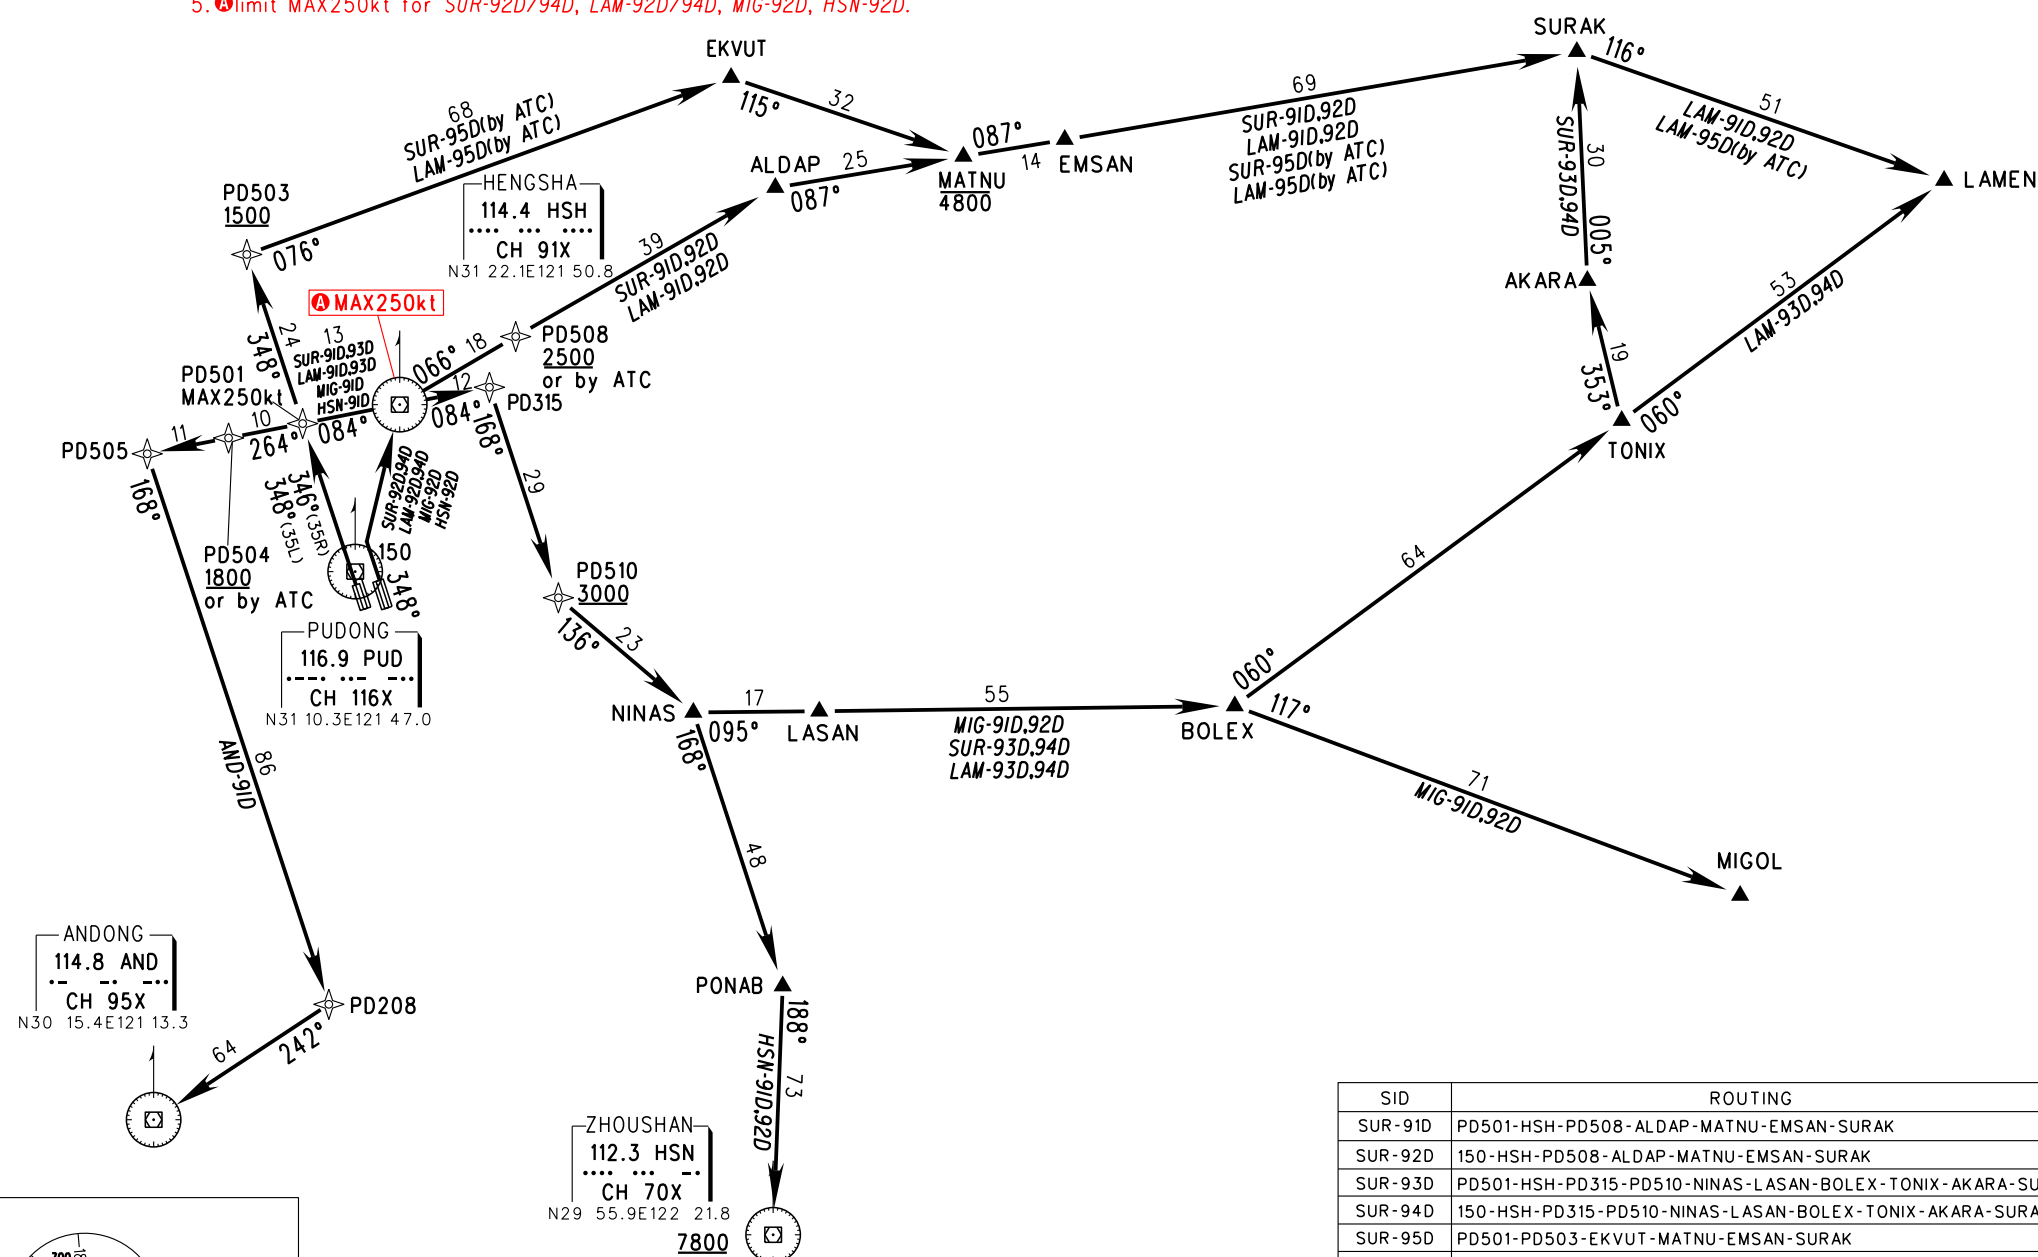 5. A limit MAX250kt for SUR-92D/94D, LAM-92D/94D, MIG-92D, HSN-92D.
EKVUT
115°
32
68
SUR-95D(by ATC)
LAM-95D(by ATC)
SURAK
116°
69
SUR-91D,92D
LAM-91D,92D
SUR-95D(by ATC)
LAM-95D(by ATC)
51
LAM-91D,92D
LAM-95D(by ATC)
LAMEN
ALDAP
087°
25
MATNU
4800
087°
14
EMSAN
PD503
1500
076°
HENGSHA
114.4 HSH
CH 91X
N31 22.1E121 50.8
39
SUR-91D,92D
LAM-91D,92D
30
SUR-93D,94D
005°
AKARA
19
353°
53
LAM-93D,94D
060°
TONIX
A MAX250kt
24
348°
13
SUR-91D,93D
LAM-91D,93D
MIG-91D
HSN-91D
066°
18
PD508
2500
or by ATC
12
084°
PD315
PD501
MAX250kt
10
11
264°
084°
PD505
168°
168°
29
346°(35R)
348°(35L)
SUR-92D,94D
LAM-92D,94D
MIG-92D
HSN-92D
PD504
1800
or by ATC
150
348°
PUDONG
116.9 PUD
CH 116X
N31 10.3E121 47.0
PD510
3000
136°
23
64
NINAS
095°
17
LASAN
55
MIG-91D,92D
SUR-93D,94D
LAM-93D,94D
BOLEX
060°
117°
71
MIG-91D,92D
MIGOL
168°
48
86
AND-91D
PONAB
188°
HSN-91D,92D
73
ANDONG
114.8 AND
CH 95X
N30 15.4E121 13.3
PD208
242°
64
ZHOUSHAN
112.3 HSN
CH 70X
N29 55.9E122 21.8
7800
SID ROUTING
SUR-91D PD501-HSH-PD508-ALDAP-MATNU-EMSAN-SURAK
SUR-92D 150-HSH-PD508-ALDAP-MATNU-EMSAN-SURAK
SUR-93D PD501-HSH-PD315-PD510-NINAS-LASAN-BOLEX-TONIX-AKARA-SU
SUR-94D 150-HSH-PD315-PD510-NINAS-LASAN-BOLEX-TONIX-AKARA-SURA
SUR-95D PD501-PD503-EKVUT-MATNU-EMSAN-SURAK